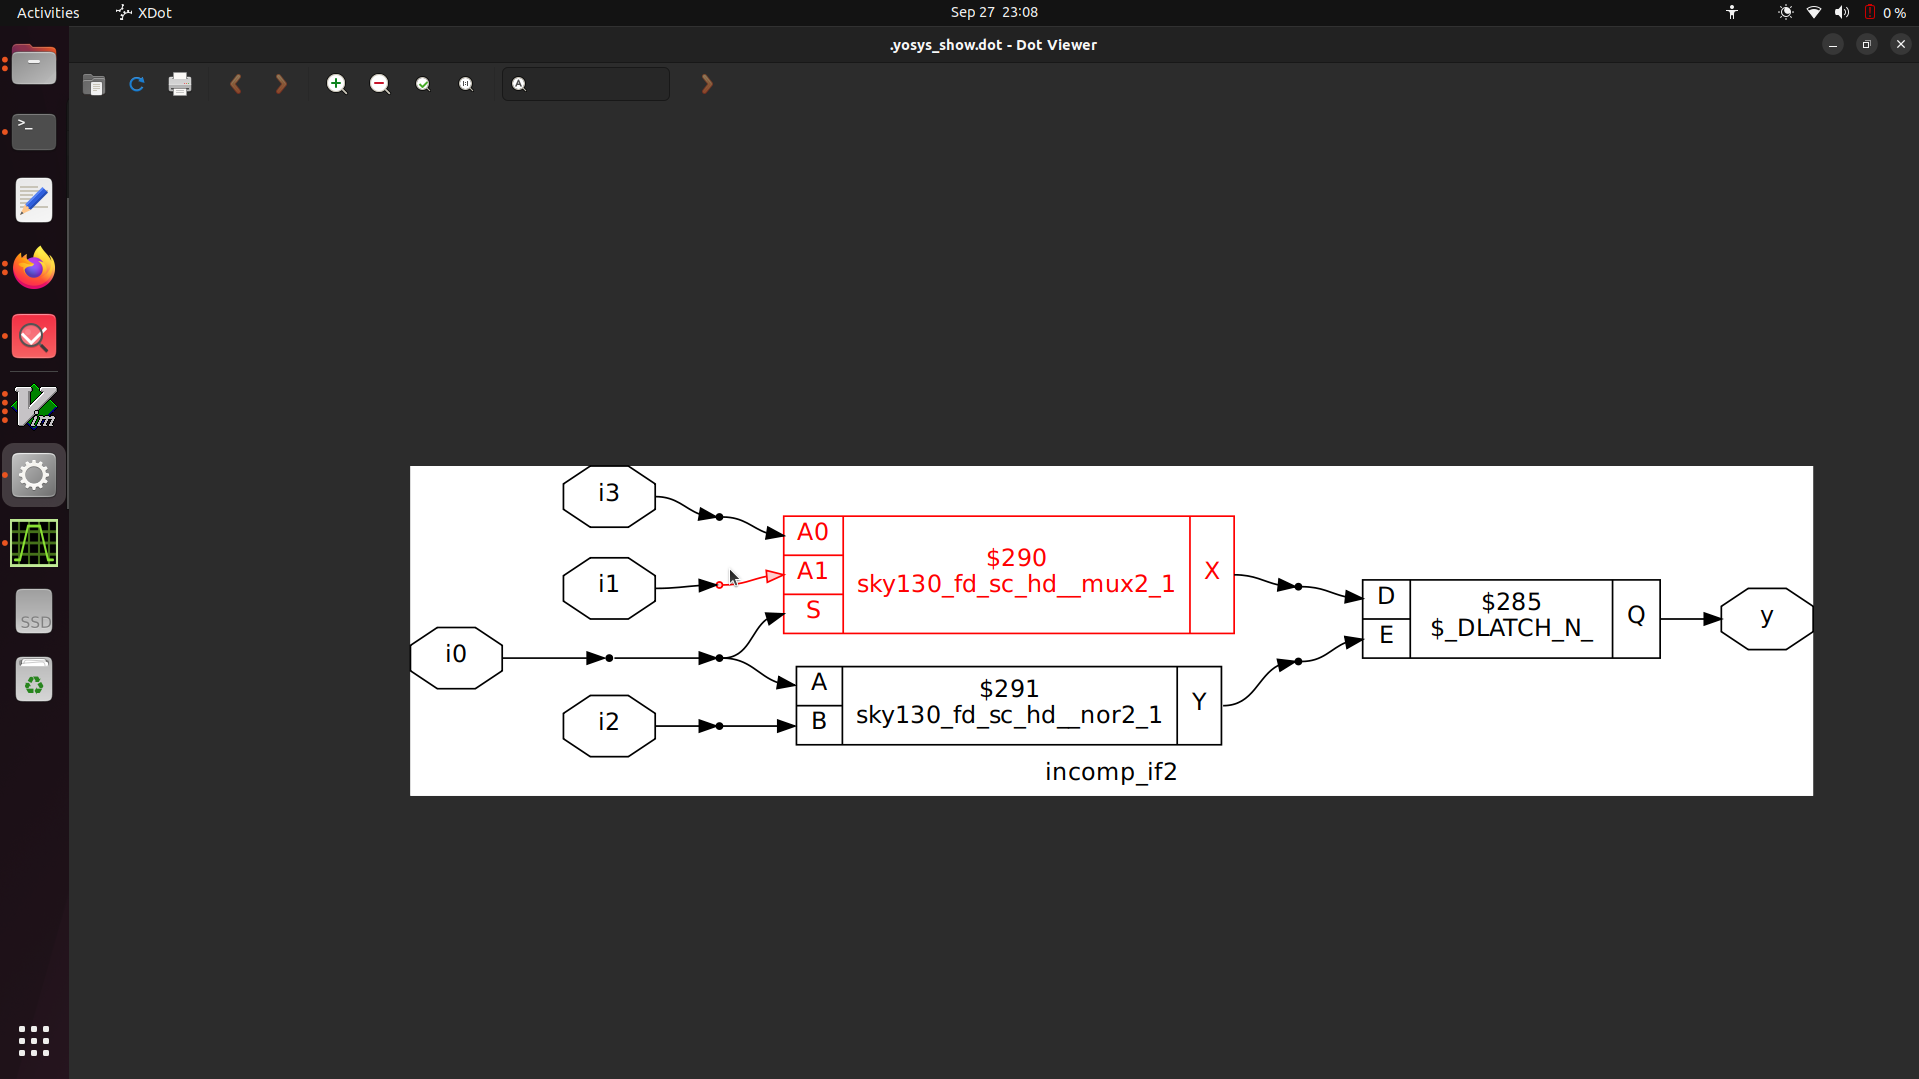 Activities
XDot
Sep 27 23:08
0 %
.yosys_show.dot - Dot Viewer
>_
i3
A0
$290
sky130_fd_sc_hd__mux2_1
X
i1
A1
S
D
$285
$_DLATCH_N_
Q
y
E
i0
A
$291
sky130_fd_sc_hd__nor2_1
Y
i2
B
incomp_if2
Vim
SSD